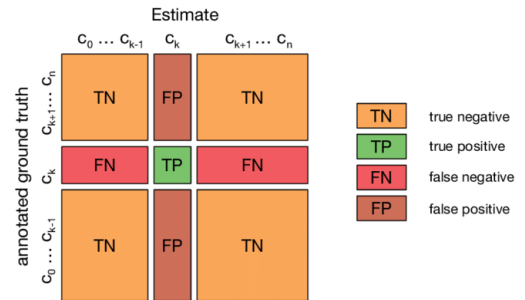 Estimate
c0 ... ck-1 ck ck+1 ... cn
annotated ground truth
ck+1 ... cn
TN FP TN
ck
FN TP FN
c0 ... ck-1
TN FP TN
TN true negative
TP true positive
FN false negative
FP false positive